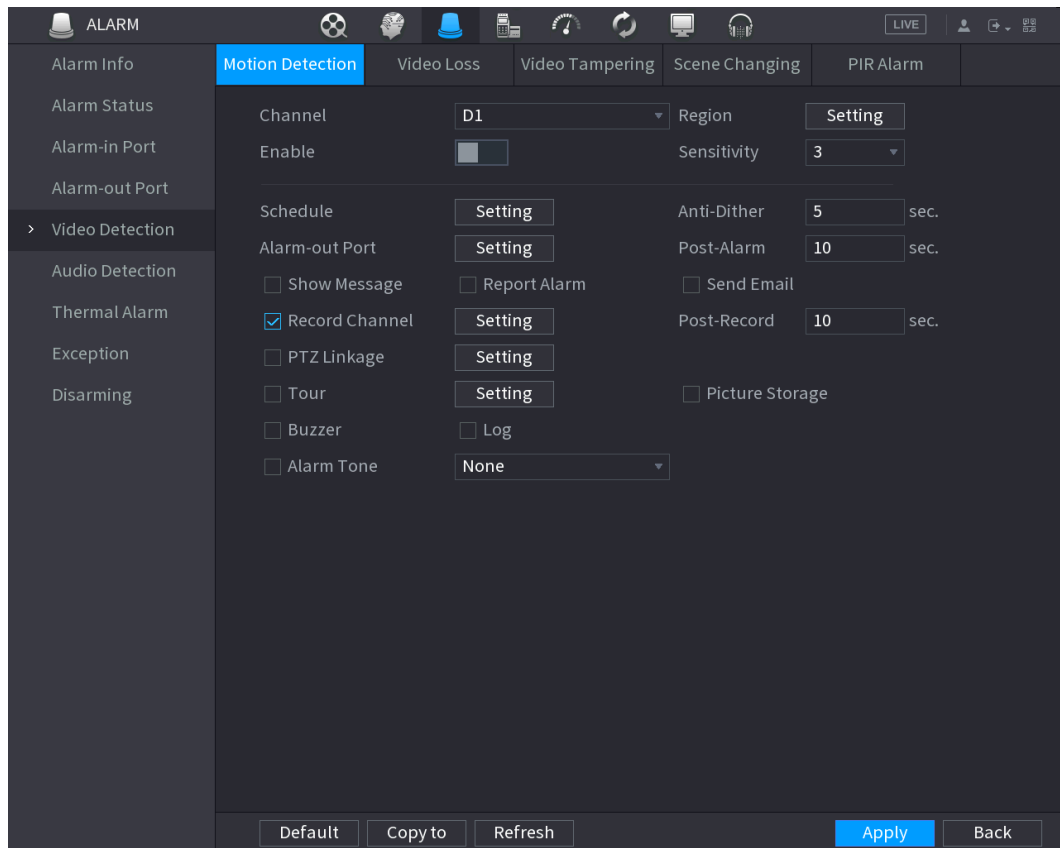 ALARM LIVE
Alarm Info
Alarm Status
Alarm-in Port
Alarm-out Port
> Video Detection
Audio Detection
Thermal Alarm
Exception
Disarming
Motion Detection Video Loss Video Tampering Scene Changing PIR Alarm
Channel D1 Region Setting
Enable Sensitivity 3
Schedule Setting Anti-Dither 5 sec.
Alarm-out Port Setting Post-Alarm 10 sec.
Show Message Report Alarm Send Email
Record Channel Setting Post-Record 10 sec.
PTZ Linkage Setting
Tour Setting Picture Storage
Buzzer Log
Alarm Tone None
Default Copy to Refresh Apply Back